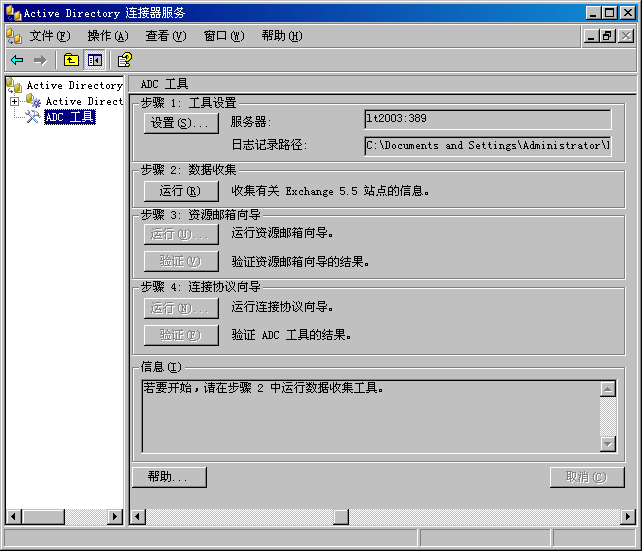 Active Directory 连接器服务
文件(F) 操作(A) 查看(V) 窗口(W) 帮助(H)
Active Directory
Active Direct
ADC 工具
ADC 工具
步骤 1: 工具设置
设置(S)... 服务器: lt2003:389
日志记录路径: C:\Documents and Settings\Administrator\
步骤 2: 数据收集
运行(R) 收集有关 Exchange 5.5 站点的信息。
步骤 3: 资源邮箱向导
运行(U)... 运行资源邮箱向导。
验证(V) 验证资源邮箱向导的结果。
步骤 4: 连接协议向导
运行(N)... 运行连接协议向导。
验证(F) 验证 ADC 工具的结果。
信息(I)
若要开始，请在步骤 2 中运行数据收集工具。
帮助... 取消(C)